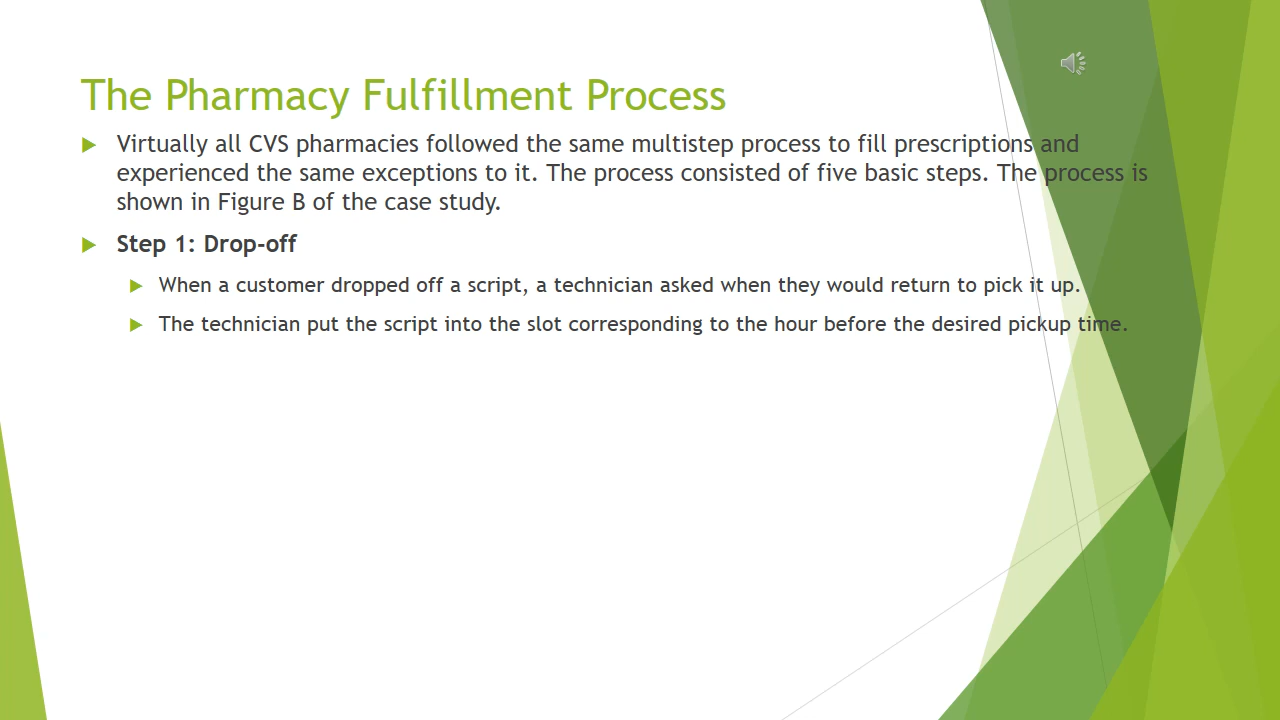 The Pharmacy Fulfillment Process
Virtually all CVS pharmacies followed the same multistep process to fill prescriptions and
experienced the same exceptions to it. The process consisted of five basic steps. The process is
shown in Figure B of the case study.
Step 1: Drop-off
When a customer dropped off a script, a technician asked when they would return to pick it up.
The technician put the script into the slot corresponding to the hour before the desired pickup time.